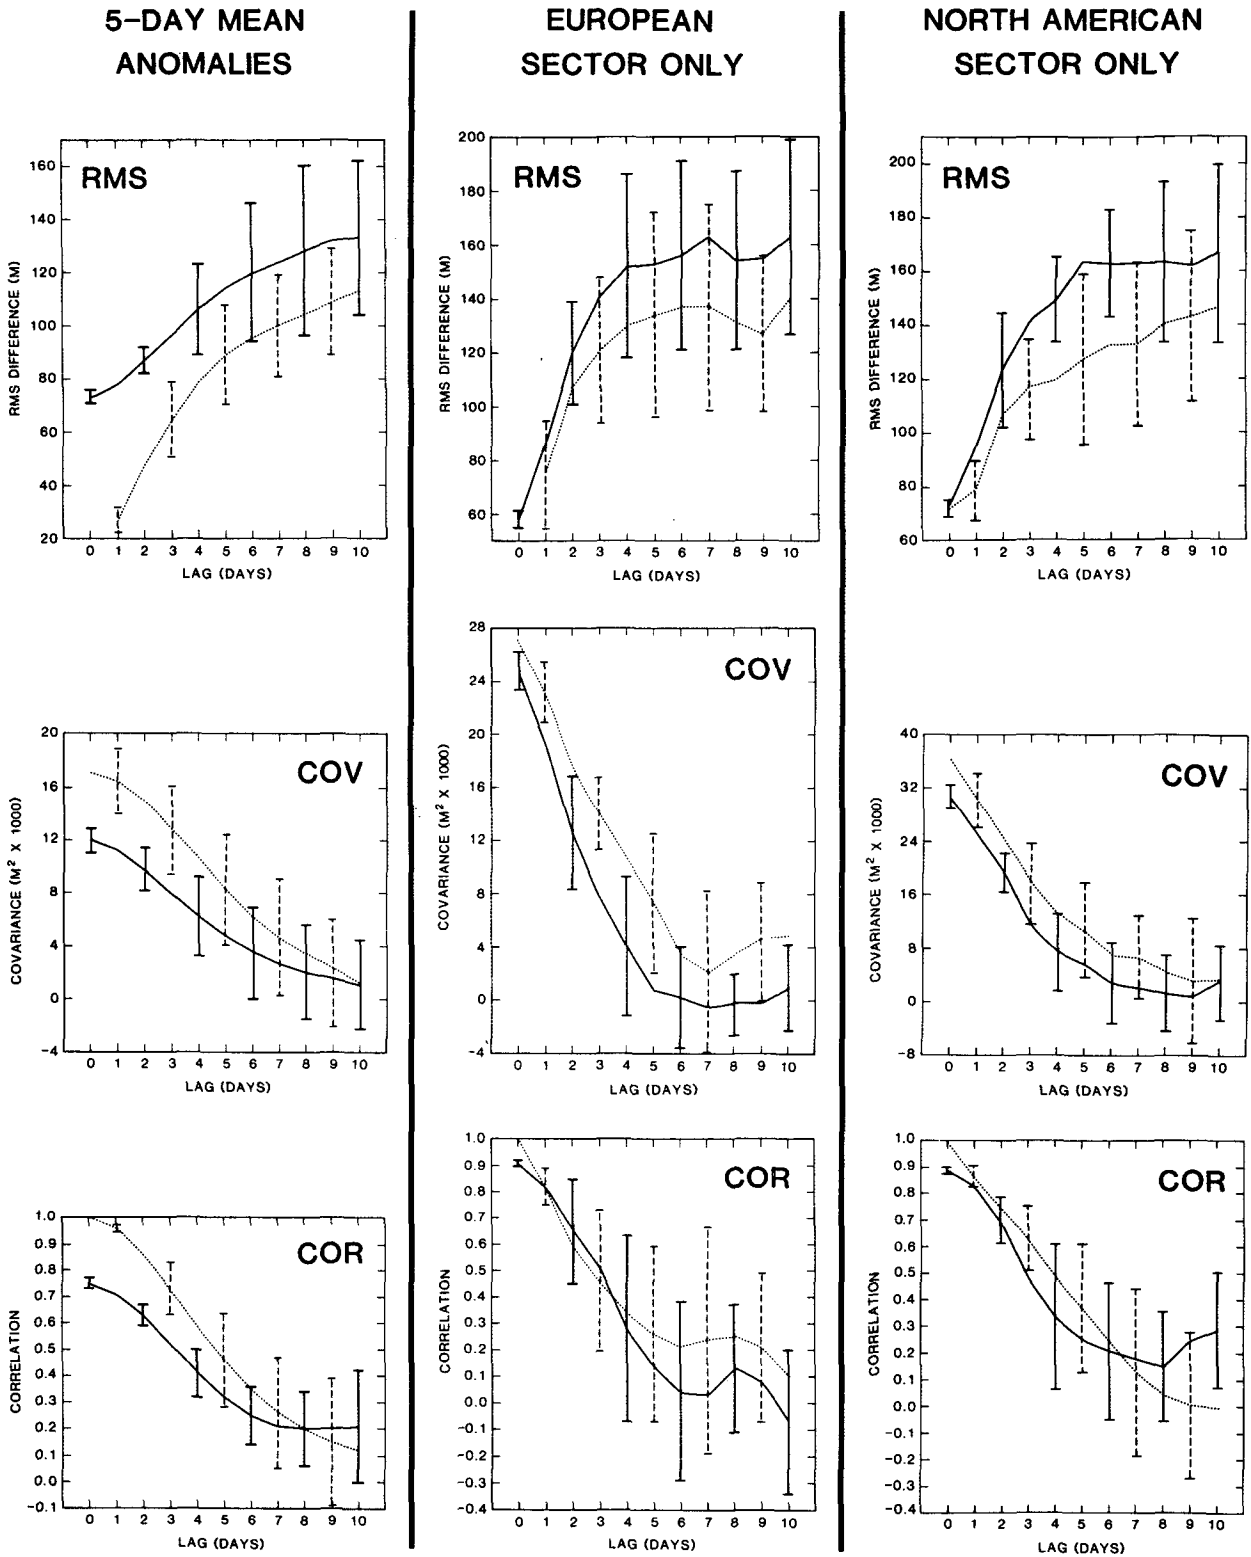 5-DAY MEAN
ANOMALIES
EUROPEAN
SECTOR ONLY
NORTH AMERICAN
SECTOR ONLY
RMS
RMS DIFFERENCE (M)
160
140
120
100
80
60
40
20
0 1 2 3 4 5 6 7 8 9 10
LAG (DAYS)
RMS
RMS DIFFERENCE (M)
200
180
160
140
120
100
80
60
0 1 2 3 4 5 6 7 8 9 10
LAG (DAYS)
RMS
RMS DIFFERENCE (M)
200
180
160
140
120
100
80
60
0 1 2 3 4 5 6 7 8 9 10
LAG (DAYS)
COV
COVARIANCE (M² X 1000)
20
16
12
8
4
0
-4
0 1 2 3 4 5 6 7 8 9 10
LAG (DAYS)
COV
COVARIANCE (M² X 1000)
28
24
20
16
12
8
4
0
-4
0 1 2 3 4 5 6 7 8 9 10
LAG (DAYS)
COV
COVARIANCE (M² X 1000)
40
32
24
16
8
0
-8
0 1 2 3 4 5 6 7 8 9 10
LAG (DAYS)
COR
CORRELATION
1.0
0.9
0.8
0.7
0.6
0.5
0.4
0.3
0.2
0.1
0.0
-0.1
0 1 2 3 4 5 6 7 8 9 10
LAG (DAYS)
COR
CORRELATION
1.0
0.9
0.8
0.7
0.6
0.5
0.4
0.3
0.2
0.1
0.0
-0.1
-0.2
-0.3
-0.4
0 1 2 3 4 5 6 7 8 9 10
LAG (DAYS)
COR
CORRELATION
1.0
0.9
0.8
0.7
0.6
0.5
0.4
0.3
0.2
0.1
0.0
-0.1
-0.2
-0.3
-0.4
0 1 2 3 4 5 6 7 8 9 10
LAG (DAYS)